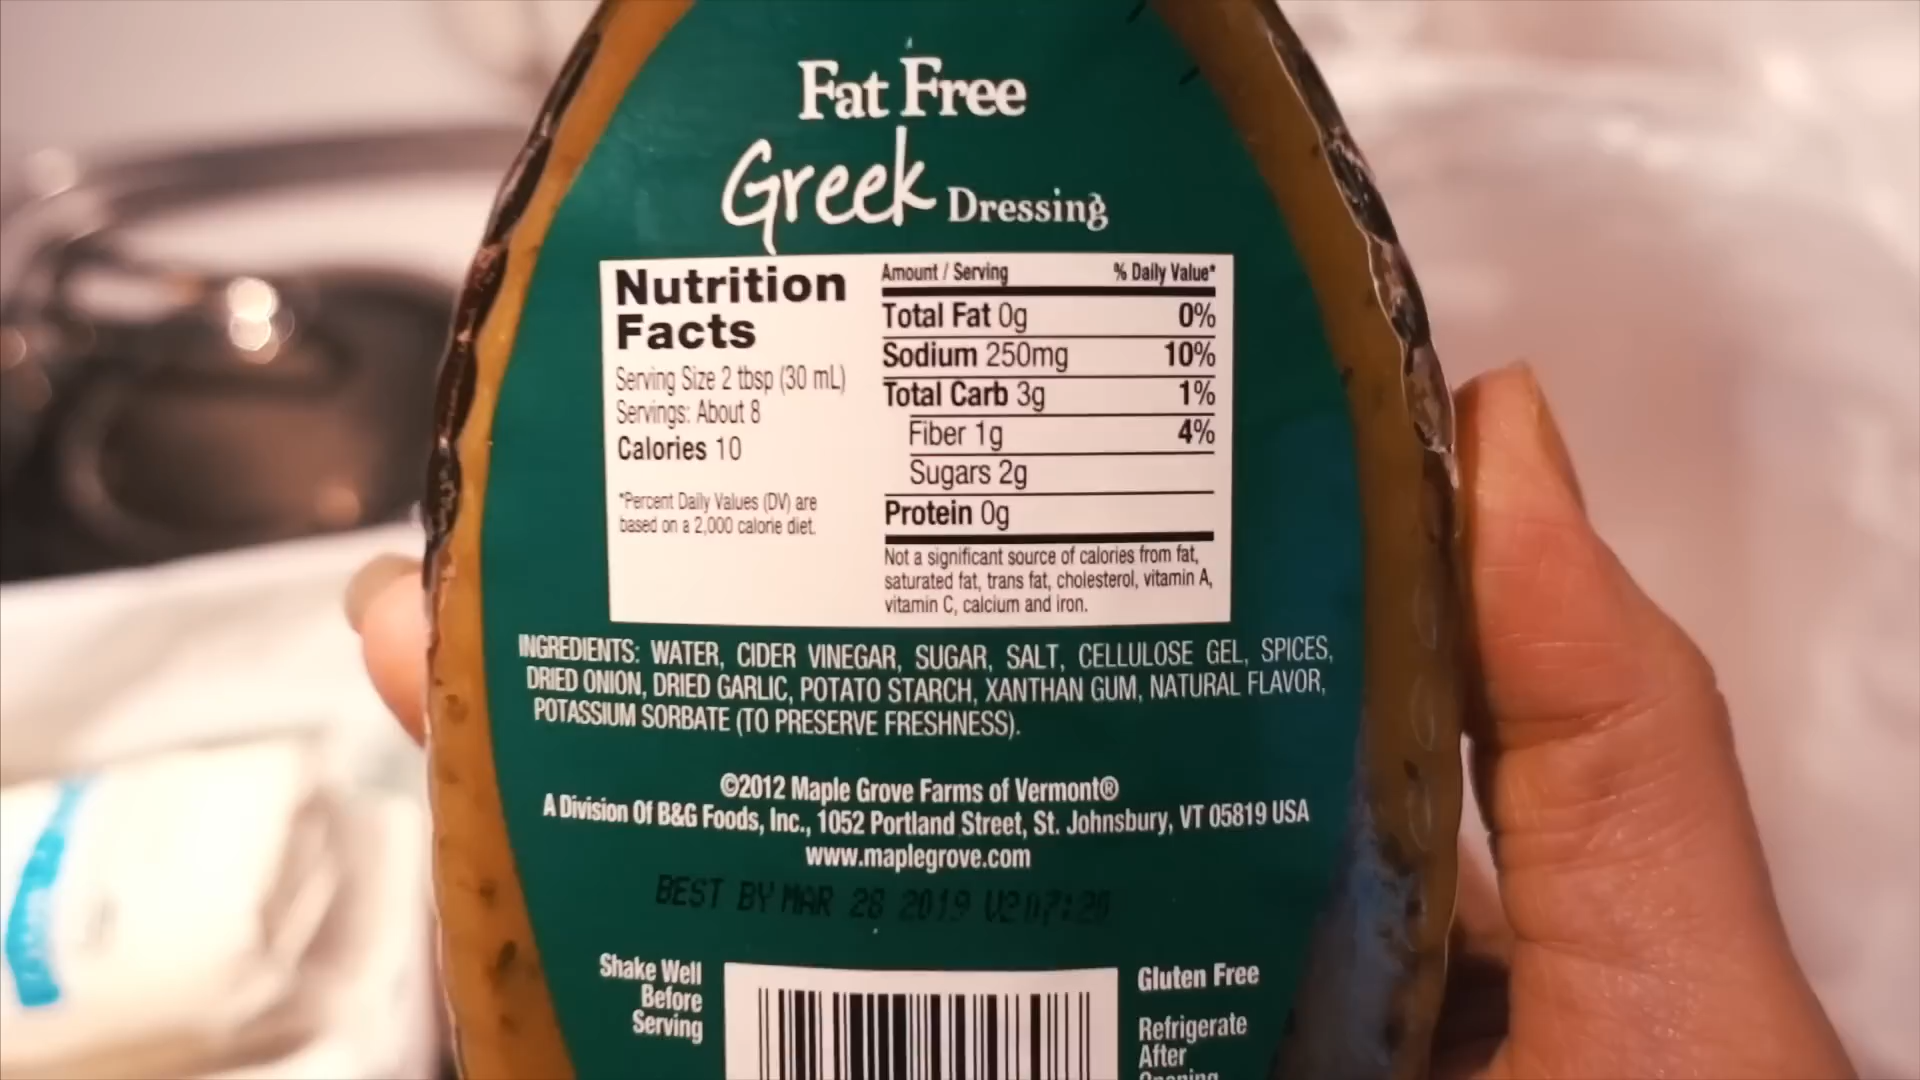 Fat Free
Greek Dressing
Nutrition
Facts
Serving Size 2 tbsp (30 mL)
Servings: About 8
Calories 10
*Percent Daily Values (DV) are
based on a 2,000 calorie diet.
Amount / Serving % Daily Value*
Total Fat 0g 0%
Sodium 250mg 10%
Total Carb 3g 1%
Fiber 1g 4%
Sugars 2g
Protein 0g
Not a significant source of calories from fat,
saturated fat, trans fat, cholesterol, vitamin A,
vitamin C, calcium and iron.
INGREDIENTS: WATER, CIDER VINEGAR, SUGAR, SALT, CELLULOSE GEL, SPICES,
DRIED ONION, DRIED GARLIC, POTATO STARCH, XANTHAN GUM, NATURAL FLAVOR,
POTASSIUM SORBATE (TO PRESERVE FRESHNESS).
©2012 Maple Grove Farms of Vermont®
A Division Of B&G Foods, Inc., 1052 Portland Street, St. Johnsbury, VT 05819 USA
www.maplegrove.com
BEST BY MAR 28 2019
Shake Well
Before
Serving
Gluten Free
Refrigerate
After
Opening